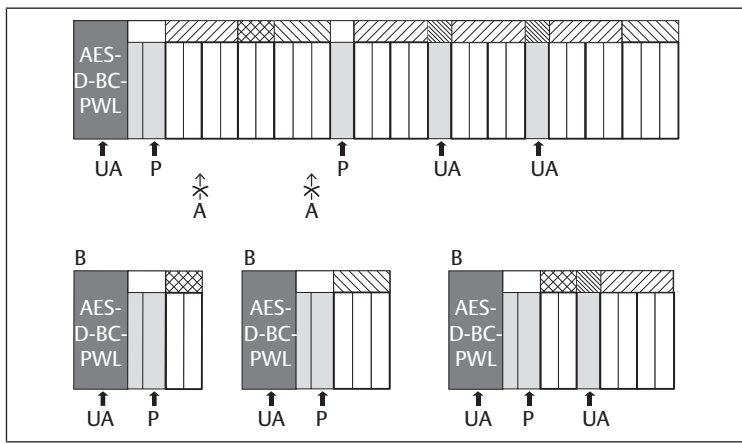 AES-
D-BC-
PWL
UA P P UA UA
A A
B B B
AES- AES- AES-
D-BC- D-BC- D-BC-
PWL PWL PWL
UA P UA P UA P UA